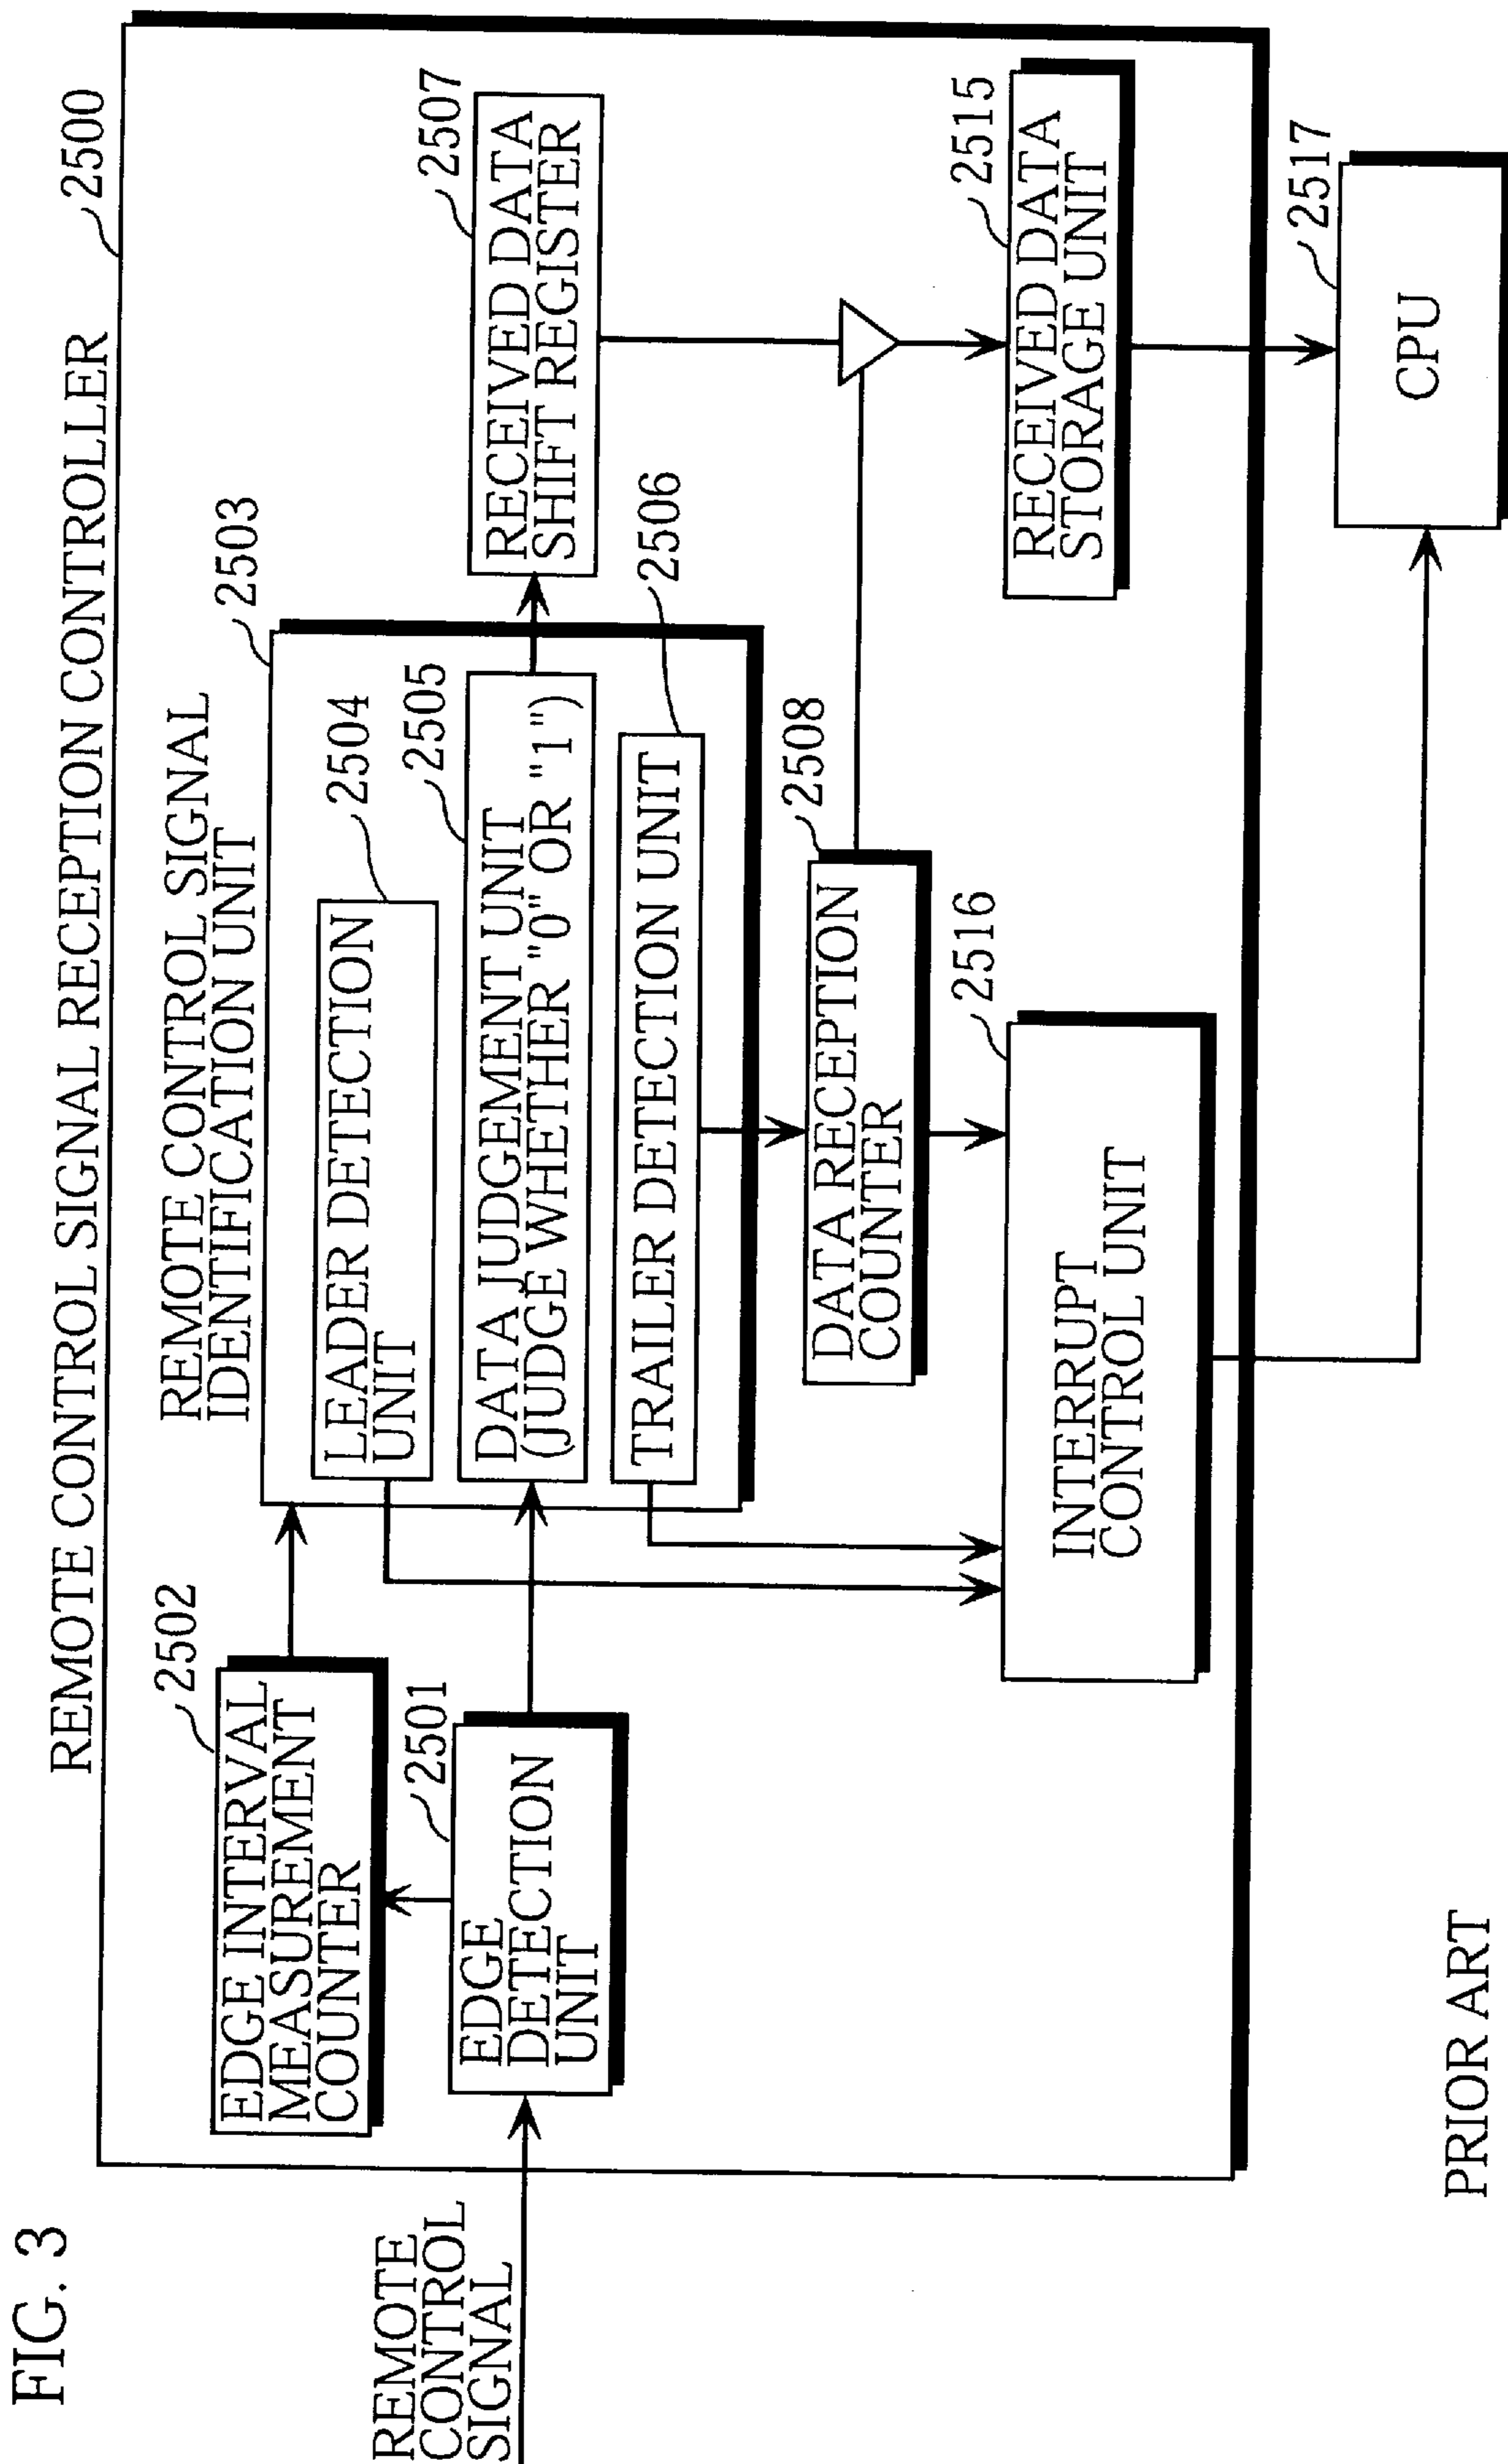 FIG. 3
REMOTE CONTROL SIGNAL RECEPTION CONTROLLER
2500
REMOTE CONTROL SIGNAL
IDENTIFICATION UNIT
2503
2502
EDGE INTERVAL
MEASUREMENT
COUNTER
LEADER DETECTION
UNIT
2504
REMOTE
CONTROL
SIGNAL
2501
EDGE
DETECTION
UNIT
2505
DATA JUDGEMENT UNIT
(JUDGE WHETHER "0" OR "1")
2507
RECEIVED DATA
SHIFT REGISTER
TRAILER DETECTION UNIT
2506
2508
DATA RECEPTION
COUNTER
2516
INTERRUPT
CONTROL UNIT
2515
RECEIVED DATA
STORAGE UNIT
2517
CPU
PRIOR ART